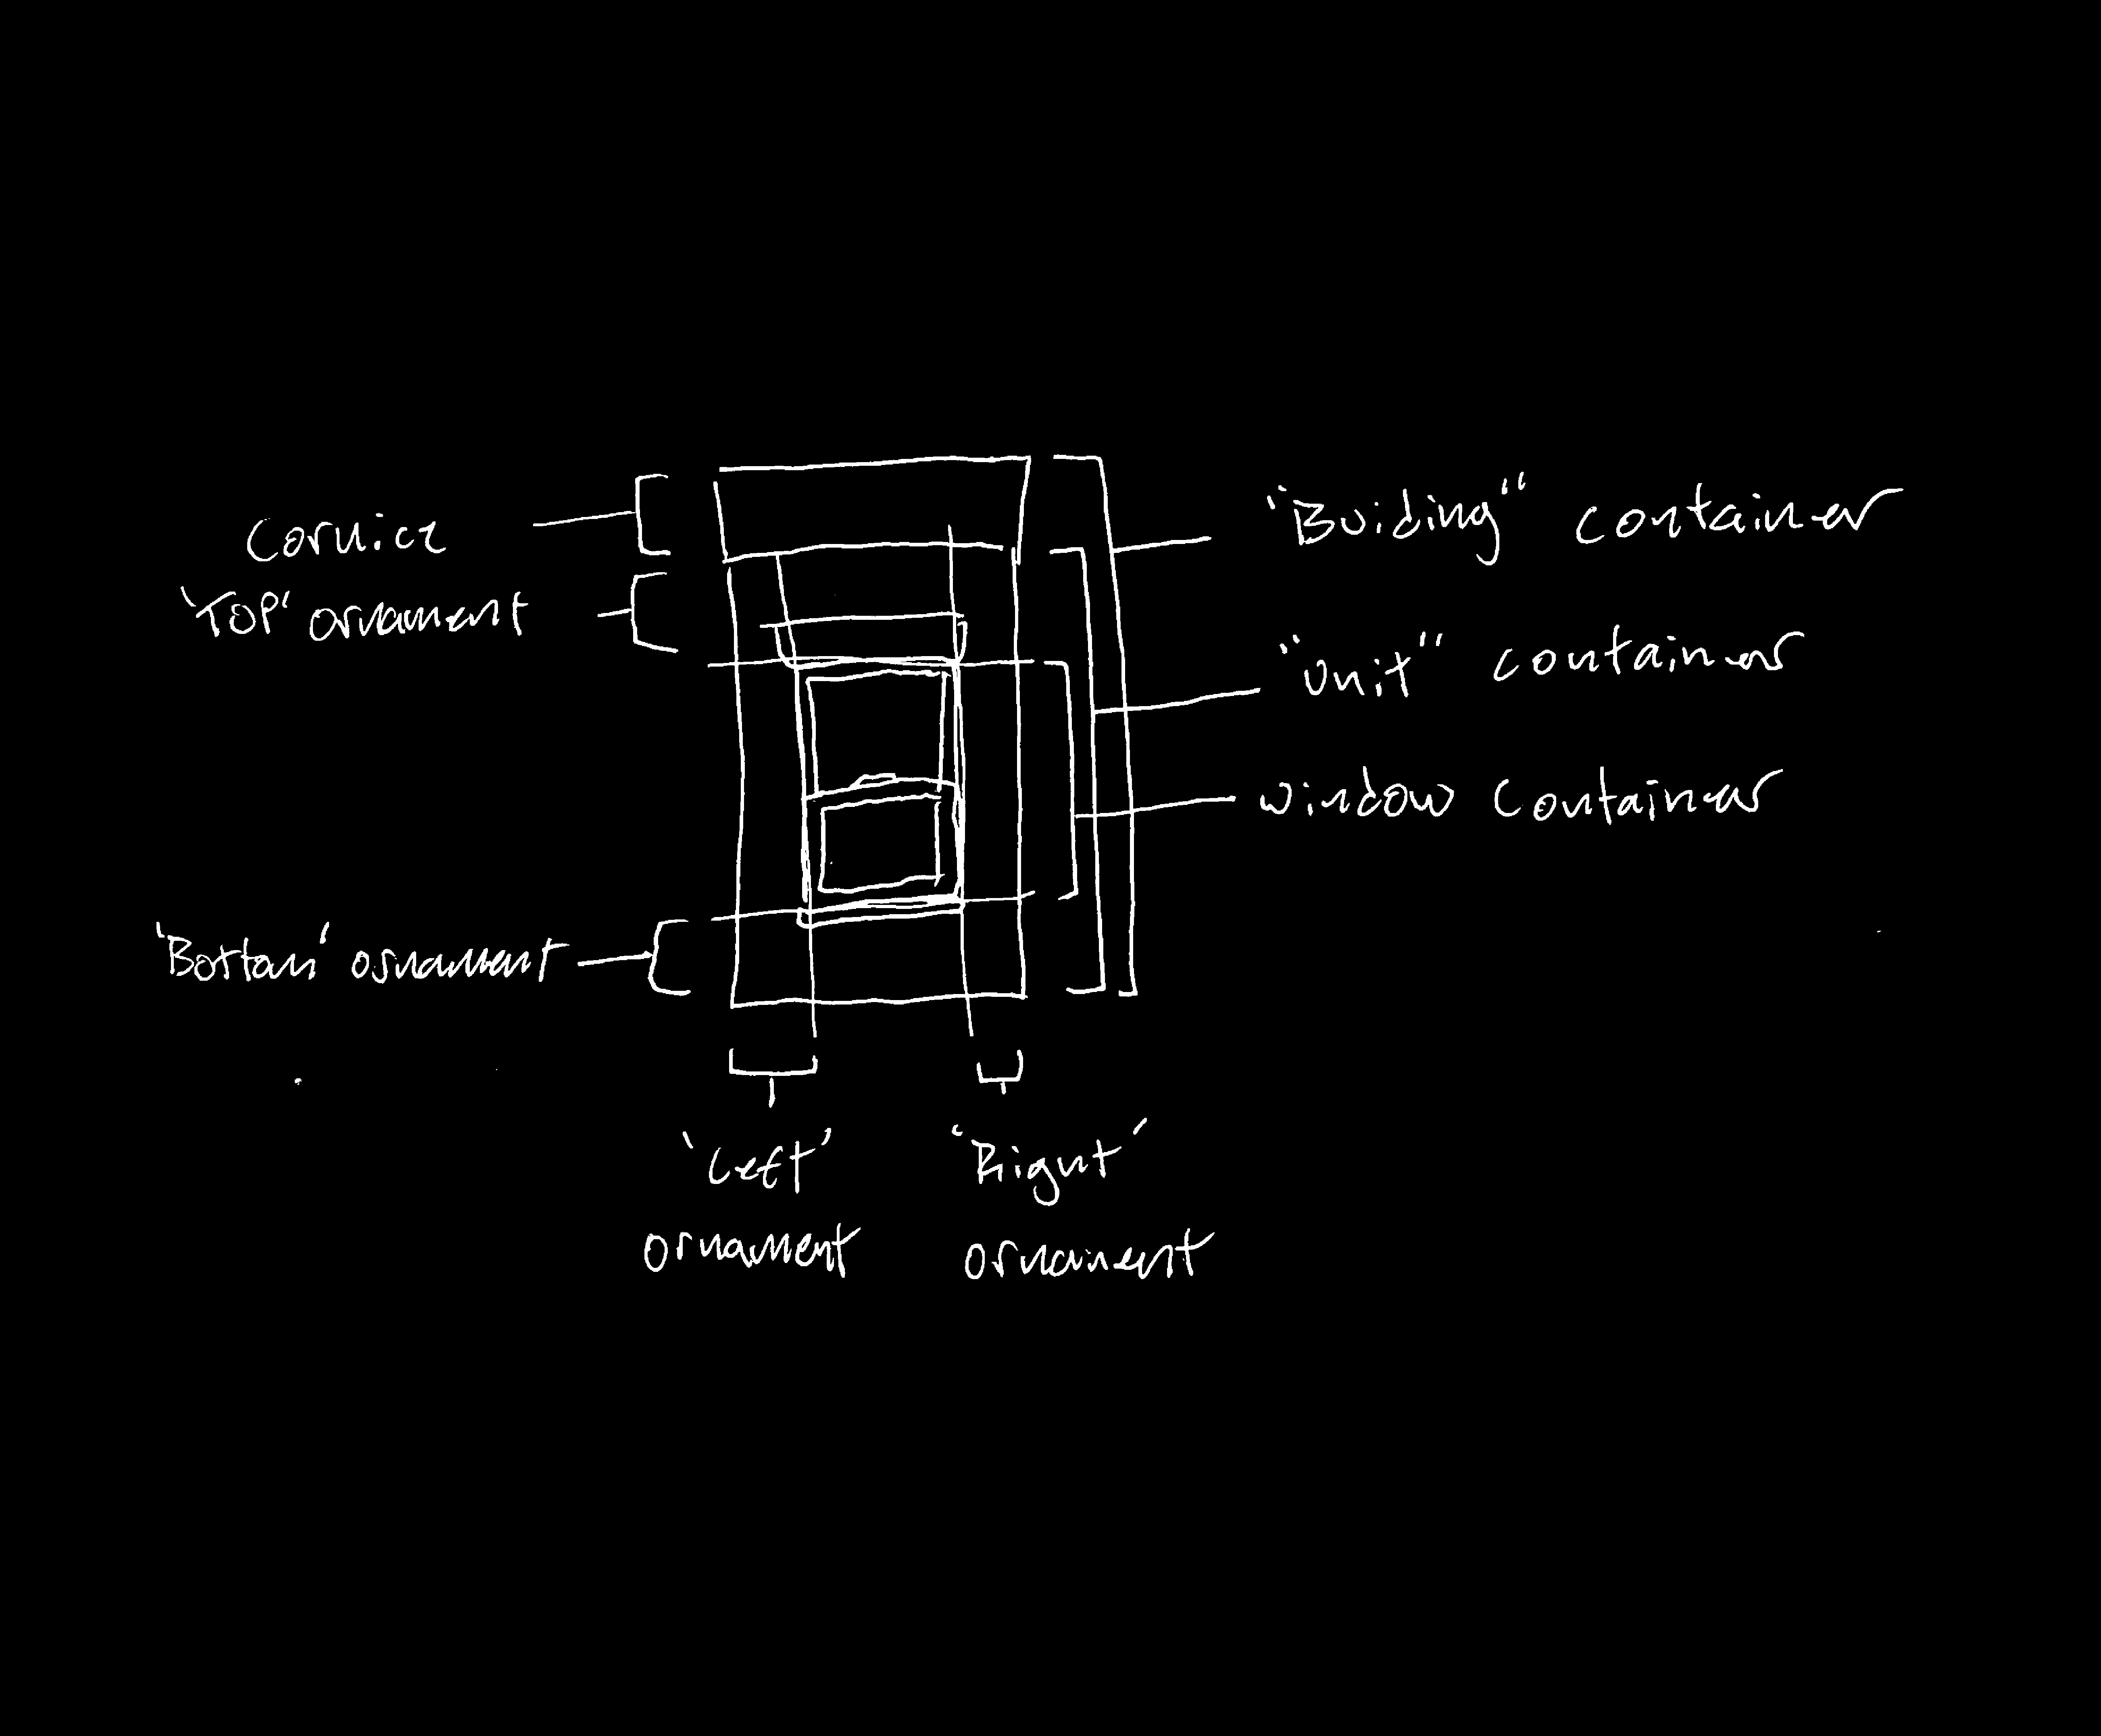 Cornice
"Buiding" container
'TOP' ornament
"Unit" container
window container
'Bottom' ornament
'Left'
ornament
'Right'
ornament